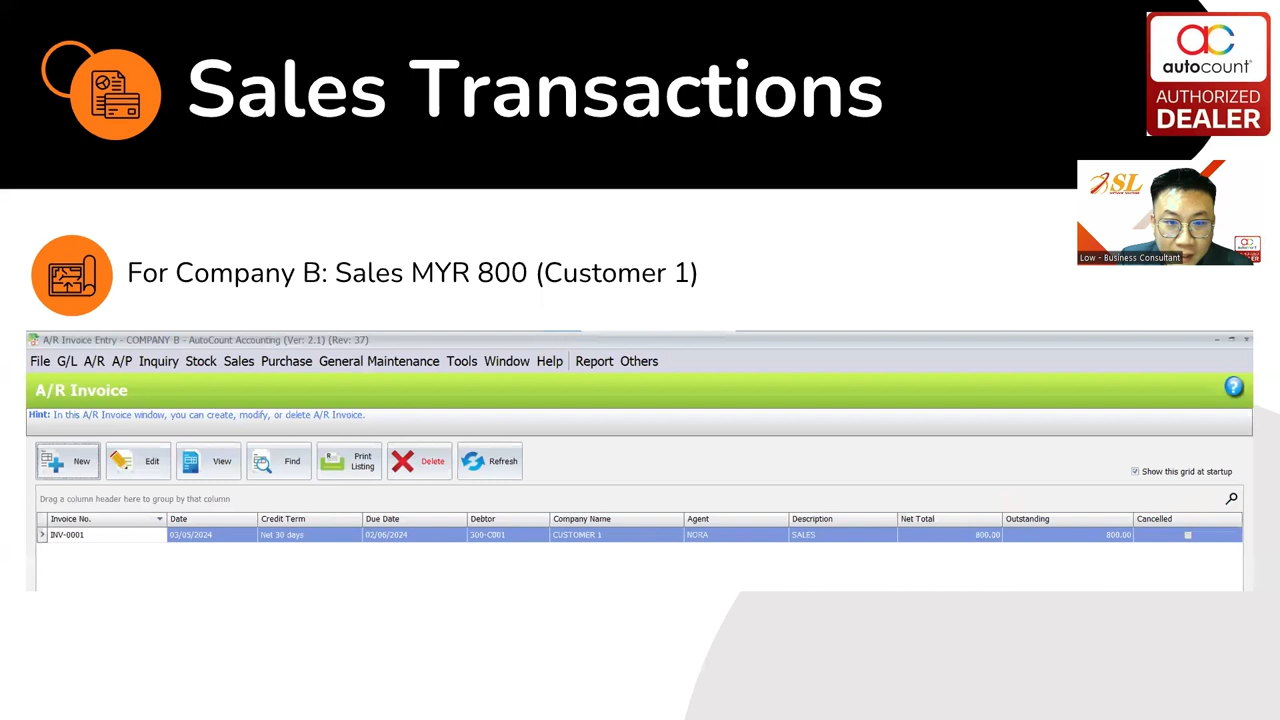 Sales Transactions
autocount
AUTHORIZED
DEALER
SL
Low - Business Consultant
For Company B: Sales MYR 800 (Customer 1)
A/R Invoice Entry - COMPANY B - AutoCount Accounting (Ver: 2.1) (Rev: 37)
File G/L A/R A/P Inquiry Stock Sales Purchase General Maintenance Tools Window Help Report Others
A/R Invoice
Hint: In this A/R Invoice window, you can create, modify, or delete A/R Invoice.
New Edit View Find Print Listing Delete Refresh
Show this grid at startup
Drag a column header here to group by that column
Invoice No. Date Credit Term Due Date Debtor Company Name Agent Description Net Total Outstanding Cancelled
INV-0001 03/05/2024 Net 30 days 02/06/2024 300-C001 CUSTOMER 1 NORA SALES 800.00 800.00